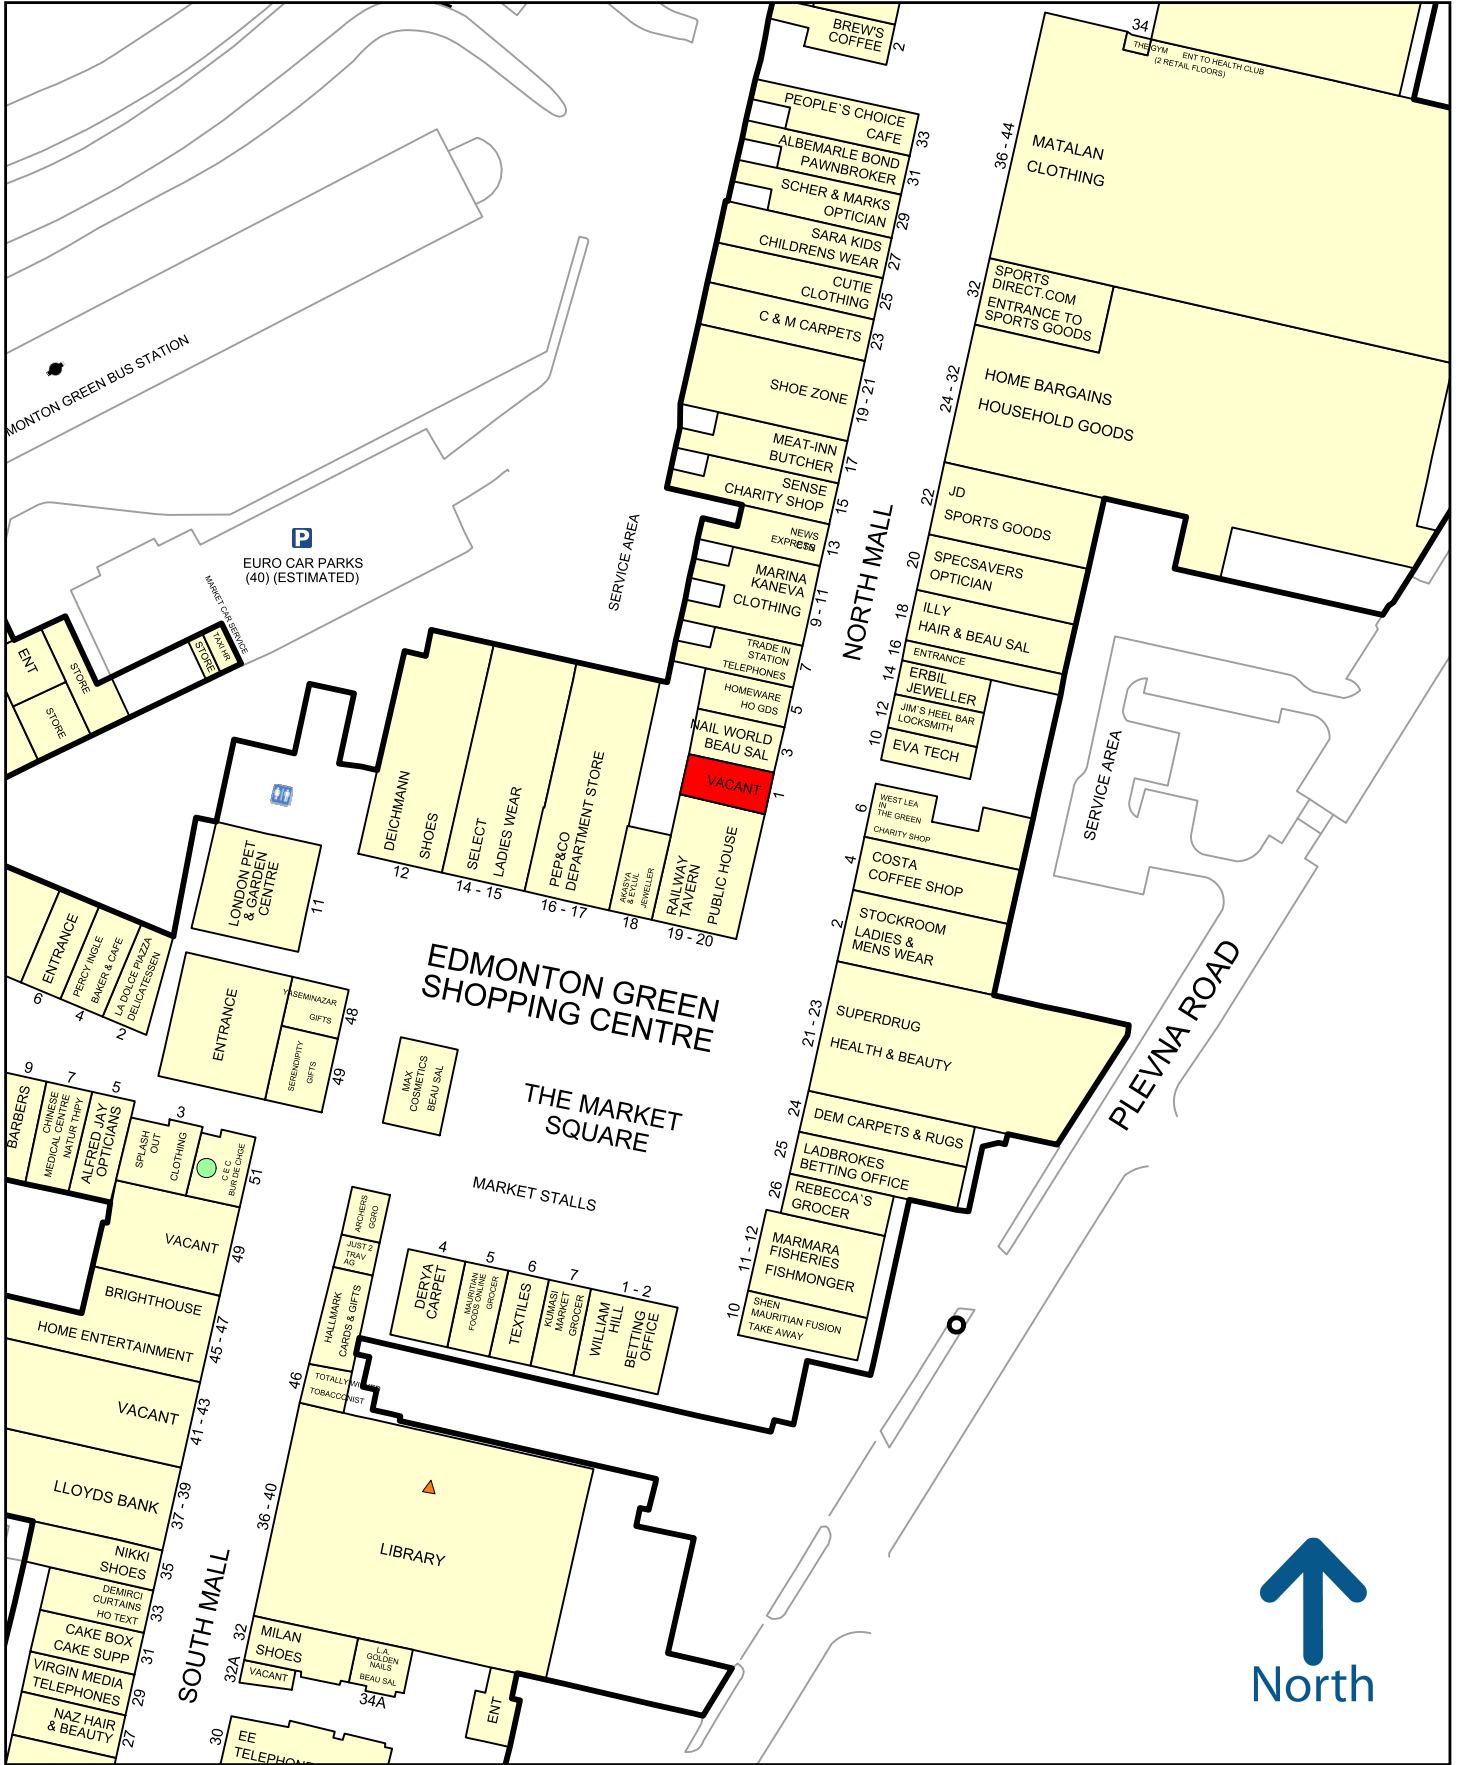 BREW'S
COFFEE
2
34
THE GYM
ENT TO HEALTH CLUB
(2 RETAIL FLOORS)
PEOPLE`S CHOICE
CAFE
33
ALBEMARLE BOND
PAWNBROKER
31
SCHER & MARKS
OPTICIAN
29
SARA KIDS
CHILDRENS WEAR
27
CUTIE
CLOTHING
25
C & M CARPETS
23
SHOE ZONE
19 - 21
MEAT-INN
BUTCHER
17
SENSE
CHARITY SHOP
15
NEWS
EXPRESS
CTN
13
MARINA
KANEVA
CLOTHING
9 - 11
TRADE IN
STATION
TELEPHONES
7
HOMEWARE
HO GDS
5
NAIL WORLD
BEAU SAL
3
VACANT
1
36 - 44
MATALAN
CLOTHING
32
SPORTS
DIRECT.COM
ENTRANCE TO
SPORTS GOODS
24 - 32
HOME BARGAINS
HOUSEHOLD GOODS
22
JD
SPORTS GOODS
20
SPECSAVERS
OPTICIAN
18
ILLY
HAIR & BEAU SAL
16
ENTRANCE
14
ERBIL
JEWELLER
12
JIM`S HEEL BAR
LOCKSMITH
10
EVA TECH
NORTH MALL
6
WEST LEA
IN
THE GREEN
CHARITY SHOP
4
COSTA
COFFEE SHOP
2
STOCKROOM
LADIES &
MENS WEAR
21 - 23
SUPERDRUG
HEALTH & BEAUTY
24
DEM CARPETS & RUGS
25
LADBROKES
BETTING OFFICE
26
REBECCA`S
GROCER
11 - 12
MARMARA
FISHERIES
FISHMONGER
10
SHEN
MAURITIAN FUSION
TAKE AWAY
SERVICE AREA
PLEVNA ROAD
MONTON GREEN BUS STATION
P
EURO CAR PARKS
(40) (ESTIMATED)
SERVICE AREA
MARKET CAR SERVICE
TAXI HR
STORE
ENT
STORE
STORE
DEICHMANN
SHOES
12
SELECT
LADIES WEAR
14 - 15
PEP&CO
DEPARTMENT STORE
16 - 17
AKASYA
& EYLUL
JEWELLER
18
RAILWAY
TAVERN
PUBLIC HOUSE
19 - 20
LONDON PET
& GARDEN
CENTRE
11
ENTRANCE
6
PERCY INGLE
BAKER & CAFE
4
LA DOLCE PIAZZA
DELICATESSEN
2
ENTRANCE
YASEMINAZAR
GIFTS
48
SERENDIPITY
GIFTS
49
EDMONTON GREEN
SHOPPING CENTRE
MAX
COSMETICS
BEAU SAL
THE MARKET
SQUARE
MARKET STALLS
9
BARBERS
7
CHINESE
MEDICAL CENTRE
NATUR THPY
5
ALFRED JAY
OPTICIANS
3
SPLASH
OUT
CLOTHING
C E C
BUR DE CHGE
51
VACANT
49
BRIGHTHOUSE
HOME ENTERTAINMENT
45 - 47
VACANT
41 - 43
LLOYDS BANK
37 - 39
NIKKI
SHOES
35
DEMIRCI
CURTAINS
HO TEXT
33
CAKE BOX
CAKE SUPP
31
VIRGIN MEDIA
TELEPHONES
29
NAZ HAIR
& BEAUTY
27
SOUTH MALL
ARCHERS
GGRO
JUST 2
TRAV
AG
HALLMARK
CARDS & GIFTS
46
TOTALLY WICKED
TOBACCONIST
4
DERYA
CARPET
5
MAURITIAN
FOODS ONLINE
GROCER
6
TEXTILES
7
KUMASI
MARKET
GROCER
1 - 2
WILLIAM
HILL
BETTING
OFFICE
36 - 40
LIBRARY
32
MILAN
SHOES
32A
VACANT
L.A.
GOLDEN
NAILS
BEAU SAL
34A
ENT
30
EE
TELEPHON
North